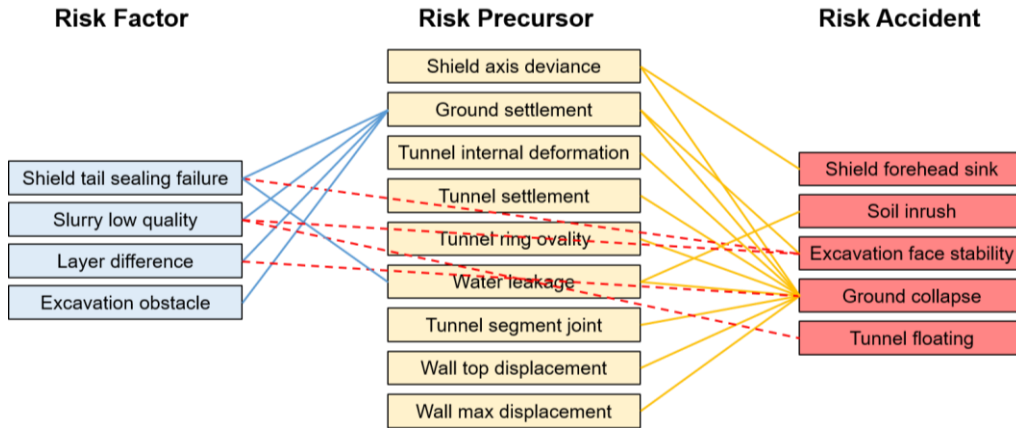 Risk Factor
Risk Precursor
Risk Accident
Shield tail sealing failure
Slurry low quality
Layer difference
Excavation obstacle
Shield axis deviance
Ground settlement
Tunnel internal deformation
Tunnel settlement
Tunnel ring ovality
Water leakage
Tunnel segment joint
Wall top displacement
Wall max displacement
Shield forehead sink
Soil inrush
Excavation face stability
Ground collapse
Tunnel floating